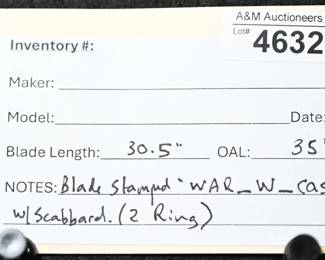 A&M Auctioneers
Lot# 4632
Inventory #:
Maker:
Model: Date:
Blade Length: 30.5" OAL: 35"
NOTES: Blade Stamped "WAR_W_CAS
w/Scabbard. (2 Ring)